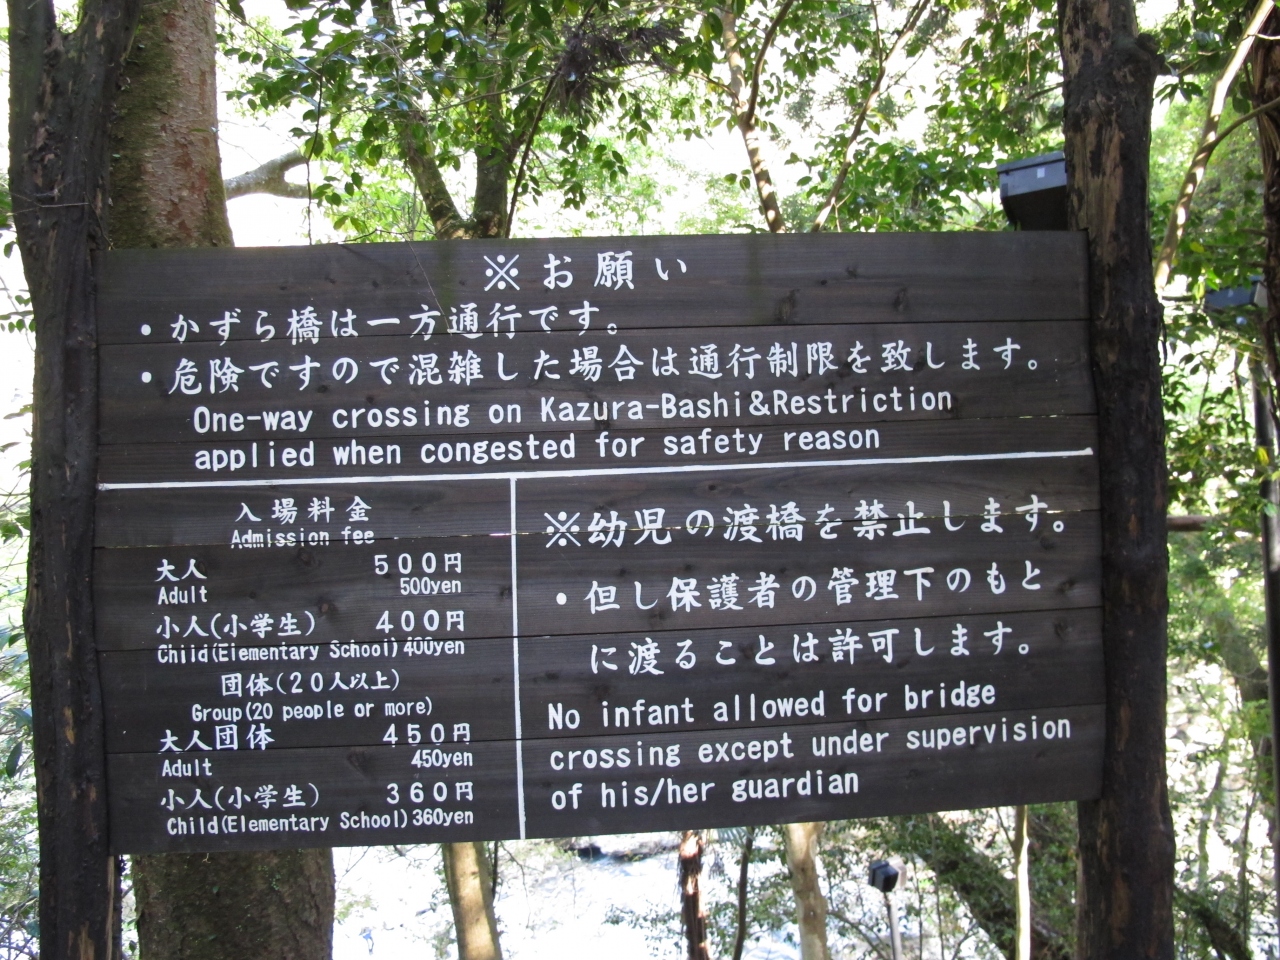 ※お願い
・かずら橋は一方通行です。
・危険ですので混雑した場合は通行制限を致します。
One-way crossing on Kazura-Bashi&Restriction
applied when congested for safety reason
入場料金
Admission fee
大人 500円
Adult 500yen
小人(小学生) 400円
Child(Elementary School) 400yen
団体(20人以上)
Group(20 people or more)
大人団体 450円
Adult 450yen
小人(小学生) 360円
Child(Elementary School) 360yen
※幼児の渡橋を禁止します。
・但し保護者の管理下のもと
に渡ることは許可します。
No infant allowed for bridge
crossing except under supervision
of his/her guardian